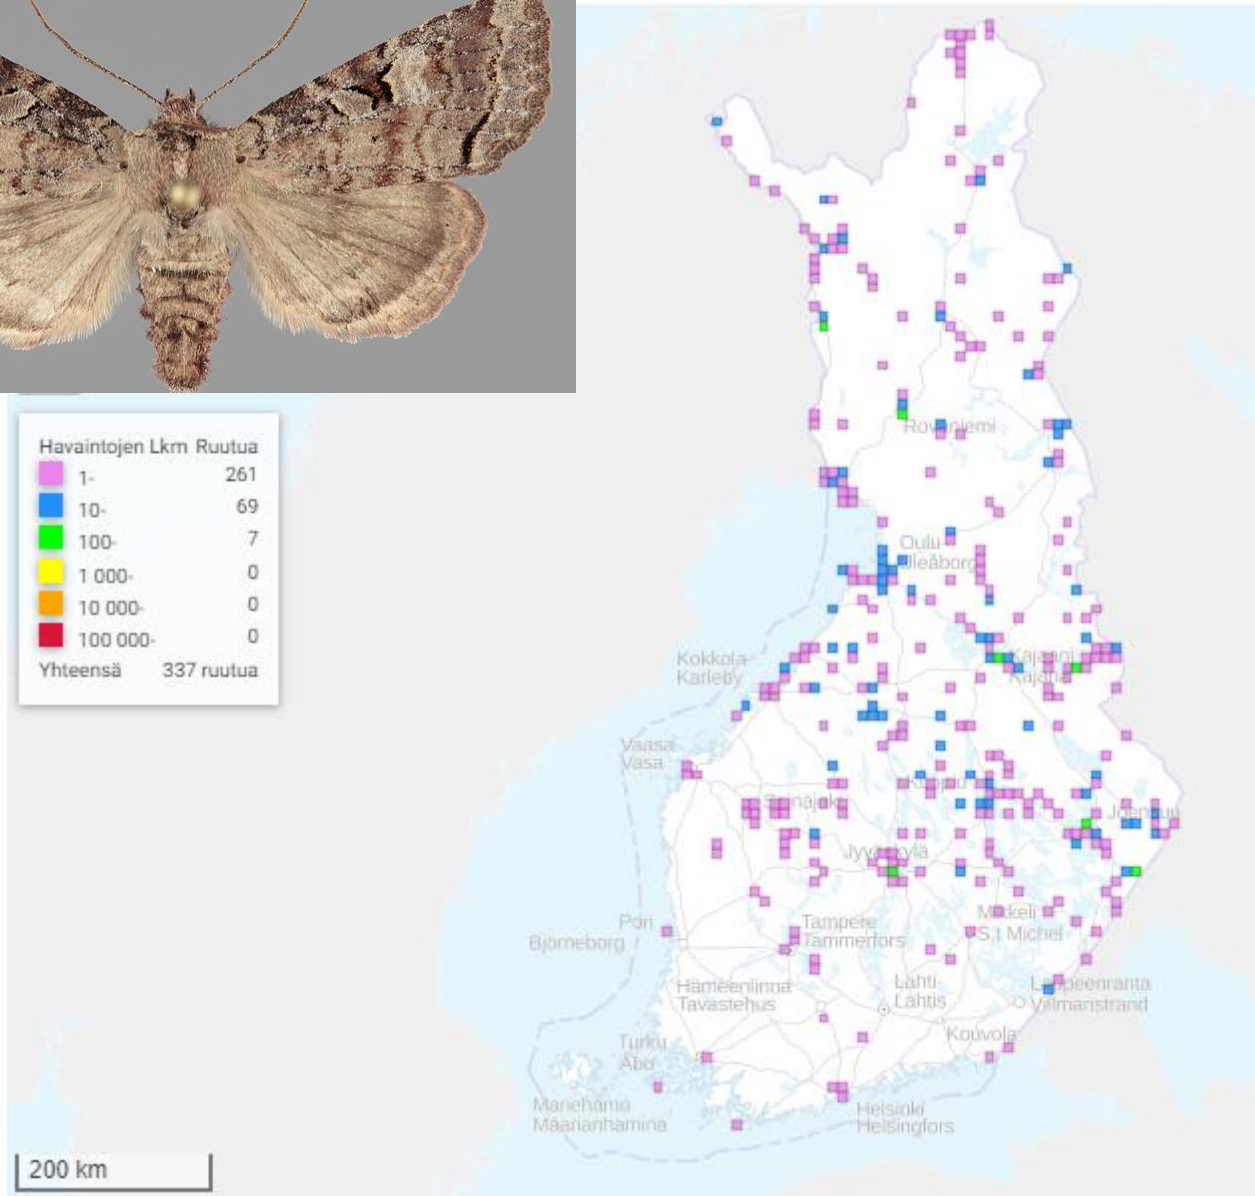 Havaintojen Lkm Ruutua
1- 261
10- 69
100- 7
1 000- 0
10 000- 0
100 000- 0
Yhteensä 337 ruutua
Rovaniemi
Oulu
Uleåborg
Kajaani
Kajana
Kokkola
Karleby
Vaasa
Vasa
Seinäjoki
Kuopio
Joensuu
Jyväskylä
Mikkeli
S:t Michel
Pori
Björneborg
Tampere
Tammerfors
Hämeenlinna
Tavastehus
Lahti
Lahtis
Lappeenranta
Villmanstrand
Kouvola
Turku
Åbo
Mariehamn
Maarianhamina
Helsinki
Helsingfors
200 km